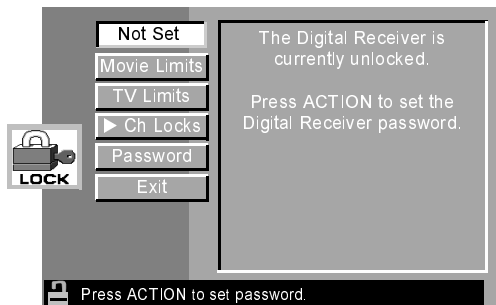 Not Set
Movie Limits
TV Limits
▶ Ch Locks
Password
Exit
LOCK
The Digital Receiver is
currently unlocked.
Press ACTION to set the
Digital Receiver password.
Press ACTION to set password.